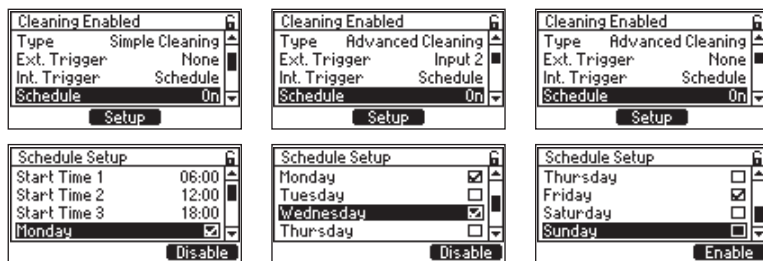 Cleaning Enabled
Type Simple Cleaning
Ext. Trigger None
Int. Trigger Schedule
Schedule On
Setup
Cleaning Enabled
Type Advanced Cleaning
Ext. Trigger Input 2
Int. Trigger Schedule
Schedule On
Setup
Cleaning Enabled
Type Advanced Cleaning
Ext. Trigger None
Int. Trigger Schedule
Schedule On
Setup
Schedule Setup
Start Time 1 06:00
Start Time 2 12:00
Start Time 3 18:00
Monday
Disable
Schedule Setup
Monday
Tuesday
Wednesday
Thursday
Disable
Schedule Setup
Thursday
Friday
Saturday
Sunday
Enable